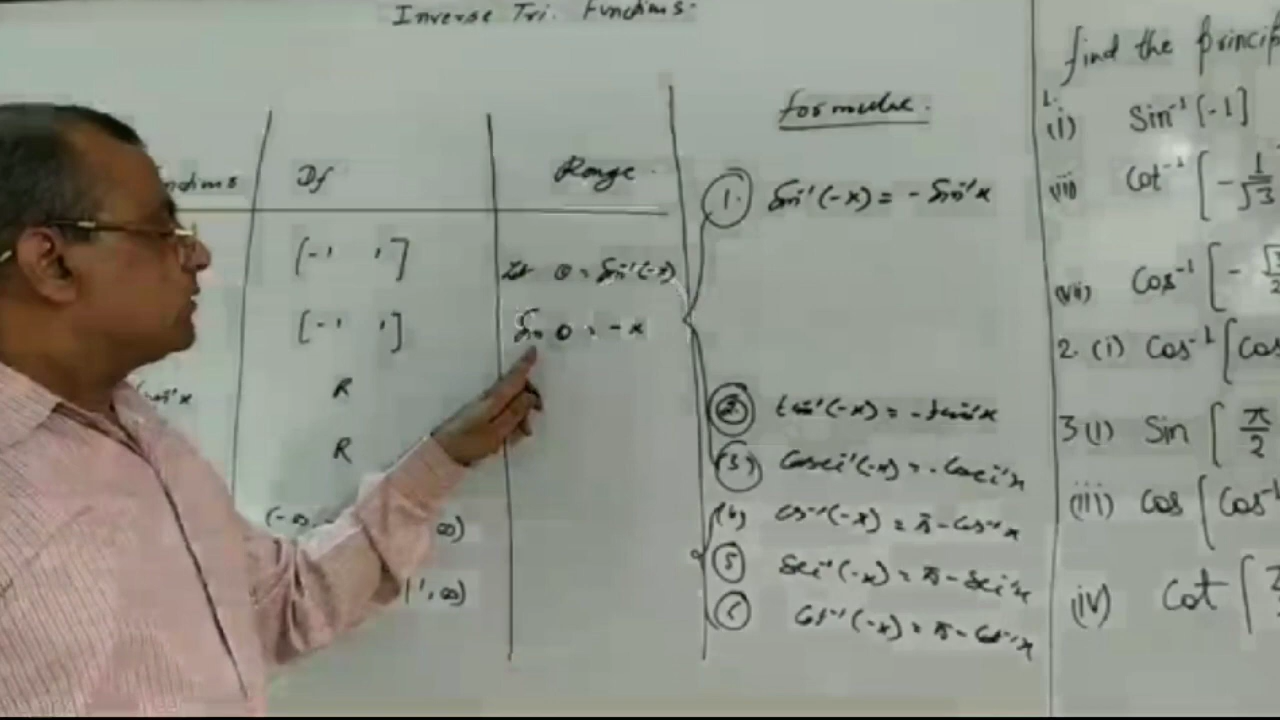 Inverse Tri. Functions.
Df
Range.
[-1 1]
[-1 1]
R
R
∞)
1, ∞)
Let θ = Sin⁻¹(-x)
Sin θ = -x
formulae.
1. Sin⁻¹(-x) = - Sin⁻¹x
2. tan⁻¹(-x) = - tan⁻¹x
(3) Cosec⁻¹(-x) = - Cosec⁻¹x
(4) Cos⁻¹(-x) = π - Cos⁻¹x
5 Sec⁻¹(-x) = π - Sec⁻¹x
6 Cot⁻¹(-x) = π - Cot⁻¹x
find the
1.
(i) Sin⁻¹[-1]
Cot⁻¹[-1/√3
(vii) Cos⁻¹[-
2. (i) Cos⁻¹[Cos
3 (i) Sin [π/2
(iii) Cos [Cos⁻¹
(iv) Cot [